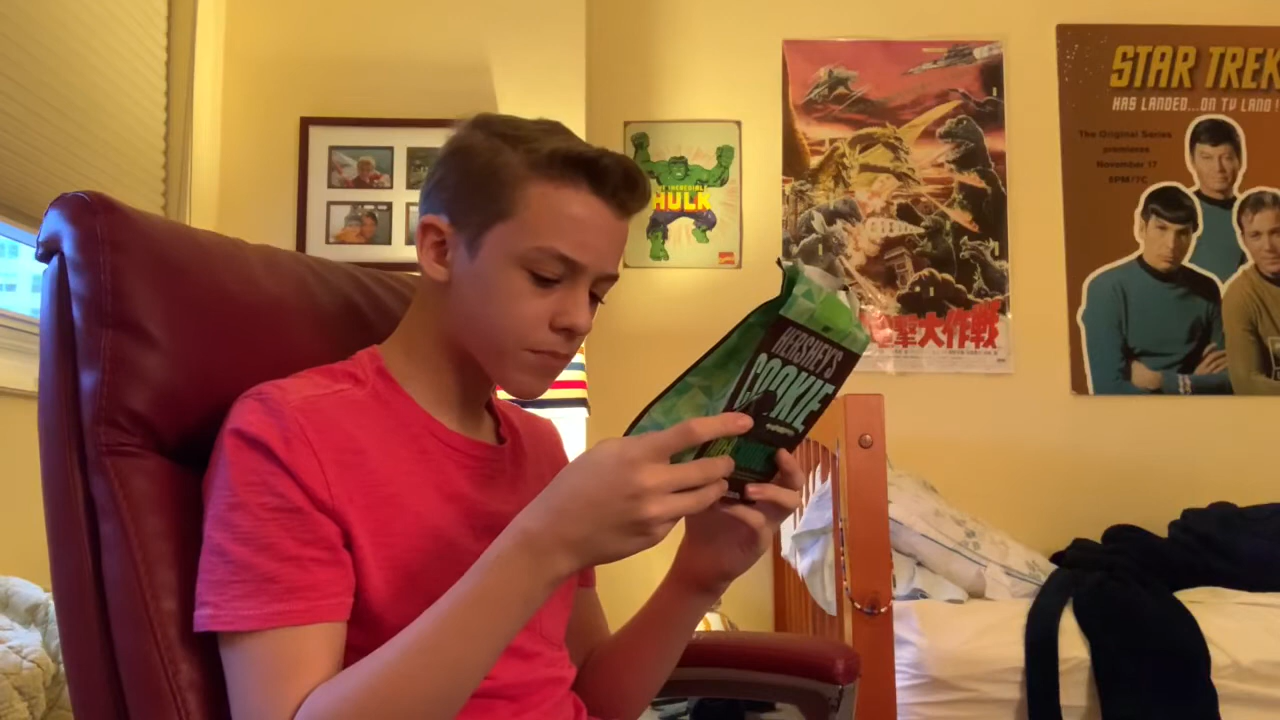 THE INCREDIBLE
HULK
撃大作戦
STAR TREK
HAS LANDED...ON TV LAND
The Original Series
premieres
November 17
8PM/7C
HERSHEY'S
COOKIE